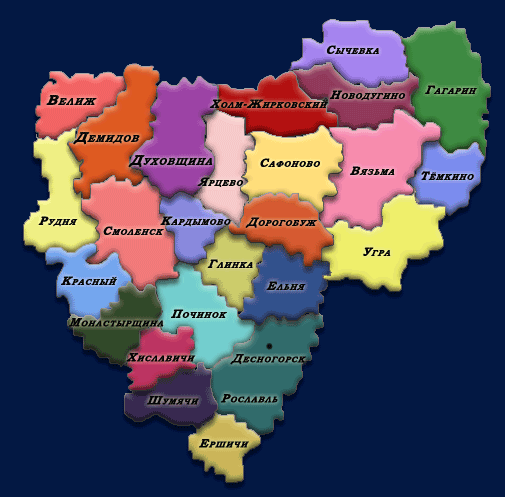 Сычевка
Гагарин
Новодугино
Велиж
Холм-Жирковский
Демидов
Духовщина
Сафоново
Вязьма
Тёмкино
Ярцево
Рудня
Кардымово
Дорогобуж
Смоленск
Угра
Глинка
Красный
Ельня
Починок
Монастырщина
Хиславичи
Десногорск
Шумячи
Рославль
Ершичи